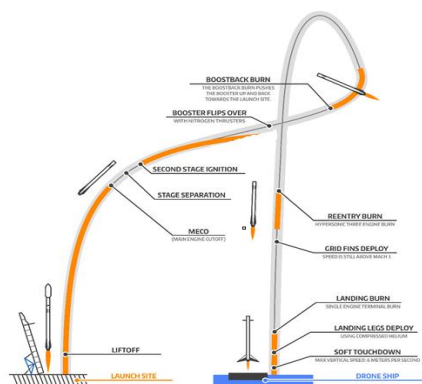 BOOSTBACK BURN
THE BOOSTBACK BURN PUSHES
THE BOOSTER UP AND BACK
TOWARDS THE LAUNCH SITE.
BOOSTER FLIPS OVER
WITH NITROGEN THRUSTERS
SECOND STAGE IGNITION
STAGE SEPARATION
MECO
(MAIN ENGINE CUTOFF)
REENTRY BURN
HYPERSONIC THREE ENGINE BURN
GRID FINS DEPLOY
SPEED IS STILL ABOVE MACH 3
LANDING BURN
SINGLE ENGINE TERMINAL BURN
LANDING LEGS DEPLOY
USING COMPRESSED HELIUM
LIFTOFF
SOFT TOUCHDOWN
MAX VERTICAL SPEED: 6 METERS PER SECOND
LAUNCH SITE
DRONE SHIP